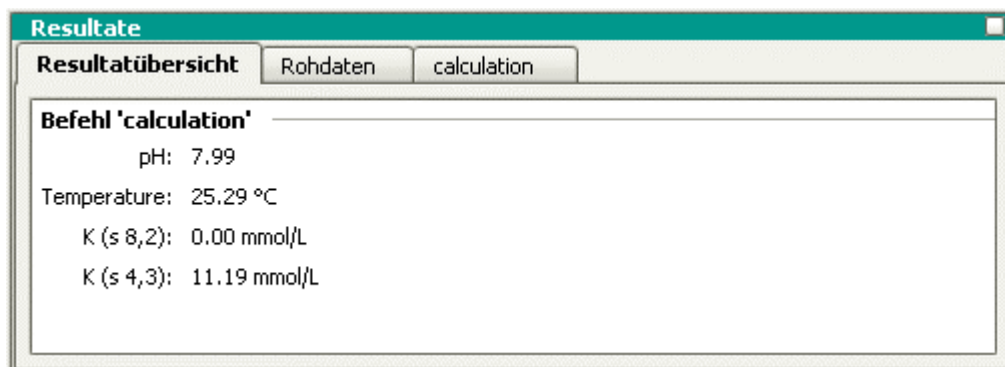 Resultate
Resultatübersicht Rohdaten calculation
Befehl 'calculation'
pH: 7.99
Temperature: 25.29 °C
K (s 8,2): 0.00 mmol/L
K (s 4,3): 11.19 mmol/L